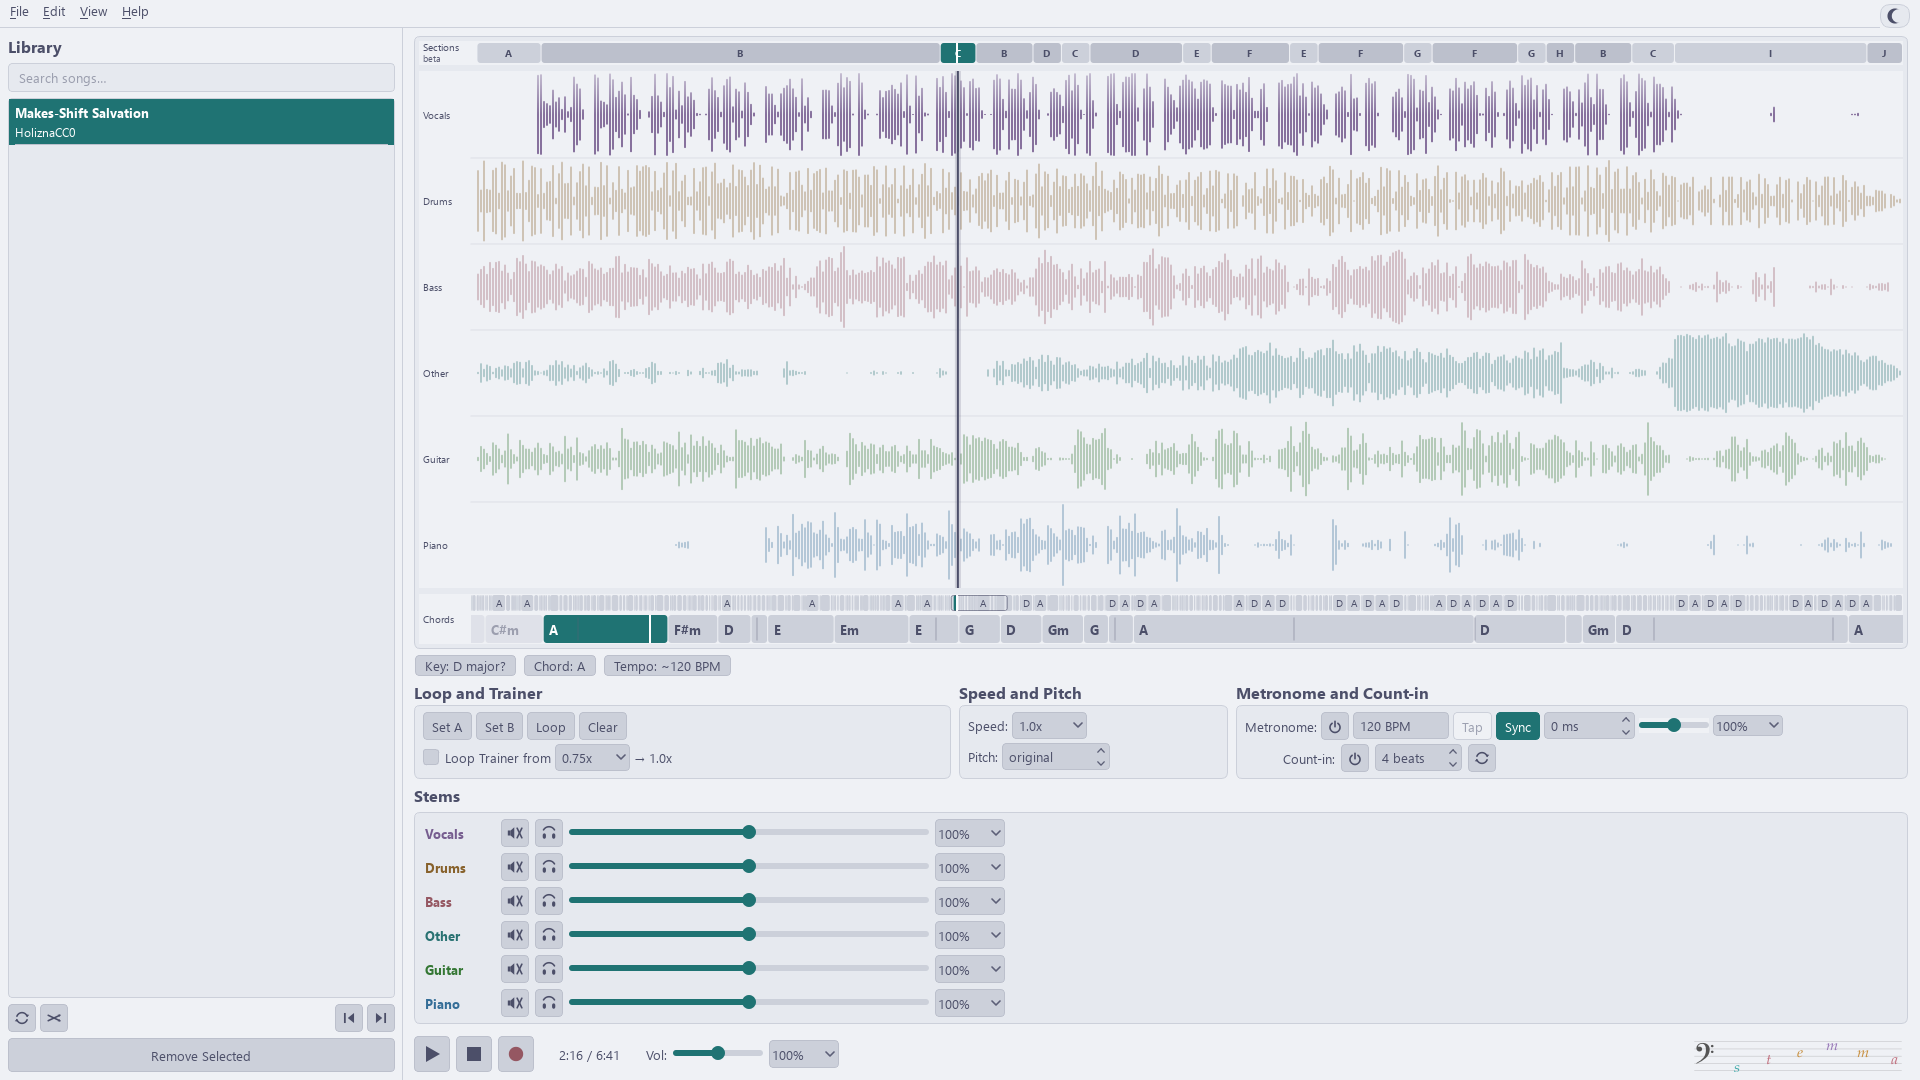 File Edit View Help
Library
Search songs...
Makes-Shift Salvation
HoliznaCC0
Remove Selected
Sections
beta
A B C B D C D E F E F G F G H B C I J
Vocals
Drums
Bass
Other
Guitar
Piano
A A A A A A A D A D A D A A D A D D A D A D A D A D A D D A D A D D A D A D A
Chords
C#m A F#m D E Em E G D Gm G A D Gm D A
Key: D major? Chord: A Tempo: ~120 BPM
Loop and Trainer
Set A Set B Loop Clear
Loop Trainer from 0.75x → 1.0x
Speed and Pitch
Speed: 1.0x
Pitch: original
Metronome and Count-in
Metronome: 120 BPM Tap Sync 0 ms 100%
Count-in: 4 beats
Stems
Vocals 100%
Drums 100%
Bass 100%
Other 100%
Guitar 100%
Piano 100%
2:16 / 6:41 Vol: 100%
stemma